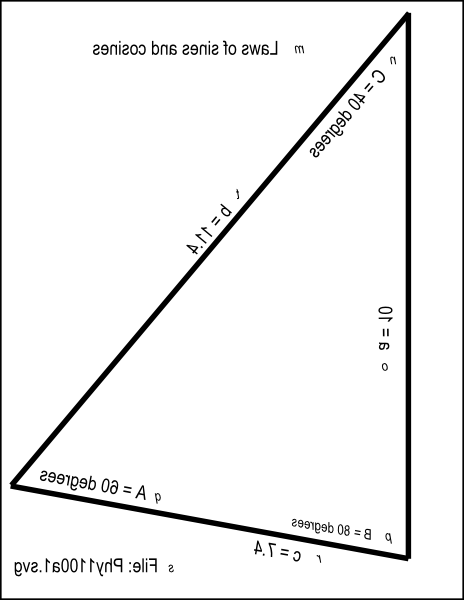 m Laws of sines and cosines
n C = 40 degrees
t b = 11.4
o a = 10
q A = 60 degrees
p B = 80 degrees
r c = 7.4
s File: Phy1100a1.svg